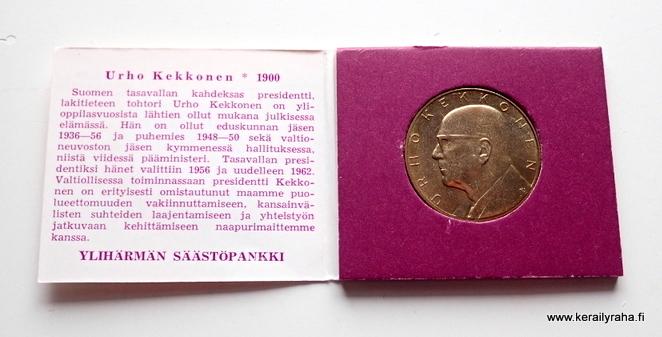 Urho Kekkonen * 1900
Suomen tasavallan kahdeksas presidentti,
lakitieteen tohtori Urho Kekkonen on yli-
oppilasvuosista lähtien ollut mukana julkisessa
elämässä. Hän on ollut eduskunnan jäsen
1936—56 ja puhemies 1948—50 sekä valtio-
neuvoston jäsen kymmenessä hallituksessa,
niistä viidessä pääministeri. Tasavallan presi-
dentiksi hänet valittiin 1956 ja uudelleen 1962.
Valtiollisessa toiminnassaan presidentti Kekko-
nen on erityisesti omistautunut maamme puo-
lueettomuuden vakiinnuttamiseen, kansainvä-
listen suhteiden laajentamiseen ja yhteistyön
jatkuvaan kehittämiseen naapurimaittemme
kanssa.
YLIHÄRMÄN SÄÄSTÖPANKKI
URHO KEKKONEN *
www.kerailyraha.fi